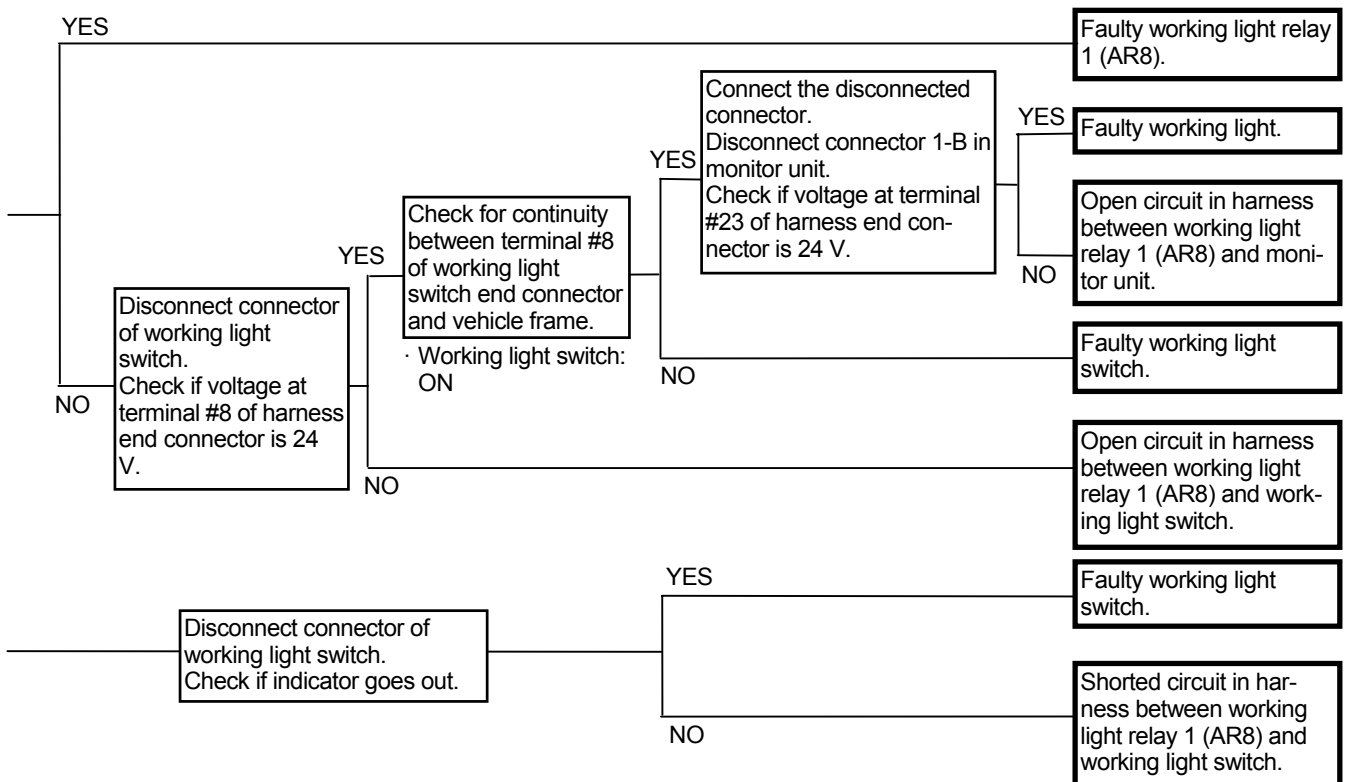 YES
Faulty working light relay
1 (AR8).
Connect the disconnected
connector.
Disconnect connector 1-B in
monitor unit.
Check if voltage at terminal
#23 of harness end con-
nector is 24 V.
YES
YES
Faulty working light.
NO
Open circuit in harness
between working light
relay 1 (AR8) and moni-
tor unit.
YES
Check for continuity
between terminal #8
of working light
switch end connector
and vehicle frame.
· Working light switch:
ON
NO
Faulty working light
switch.
NO
Disconnect connector
of working light
switch.
Check if voltage at
terminal #8 of harness
end connector is 24
V.
NO
Open circuit in harness
between working light
relay 1 (AR8) and work-
ing light switch.
Disconnect connector of
working light switch.
Check if indicator goes out.
YES
Faulty working light
switch.
NO
Shorted circuit in har-
ness between working
light relay 1 (AR8) and
working light switch.